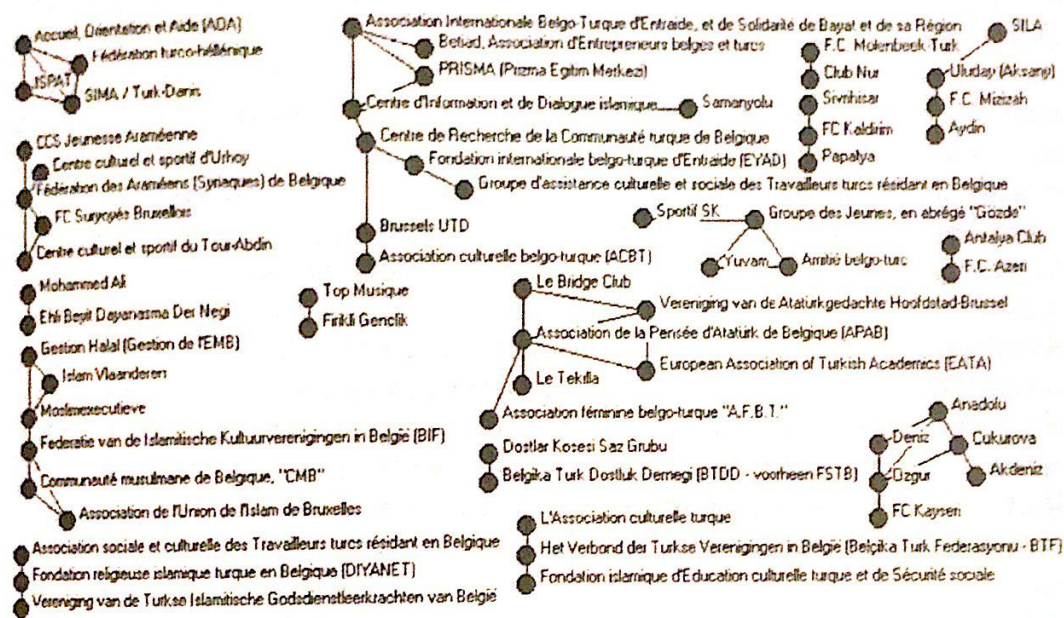 Accueil, Orientation et Aide (ADA)
Fédération turco-héllénique
ISPAT
SIMA / Turk-Danis
CCS Jeunesse Araméenne
Centre culturel et sportif d'Urhoy
Fédération des Araméens (Syriaques) de Belgique
FC Suryoyés Bruxellois
Centre culturel et sportif du Tour-Abdin
Mohammed Ali
Ehli Beyit Dayanasma Der Negi
Gestion Halal (Gestion de l'EMB)
Islam Vlaanderen
Moslimexecutieve
Federatie van de Islamitische Kultuurverenigingen in België (BIF)
Communauté musulmane de Belgique, "CMB"
Association de l'Union de l'Islam de Bruxelles
Association sociale et culturelle des Travailleurs turcs résidant en Belgique
Fondation religieuse islamique turque en Belgique (DIYANET)
Vereniging van de Turkse Islamitische Godsdienstleerkrachten van België
Top Musique
Firikli Genclik
Association Internationale Belgo-Turque d'Entraide, et de Solidarité de Bayat et de sa Région
Betiad, Association d'Entrepreneurs belges et turcs
PRISMA (Prizma Egitim Merkezi)
Centre d'Information et de Dialogue islamique
Samanyolu
Centre de Recherche de la Communauté turque de Belgique
Fondation internationale belgo-turque d'Entraide (EYAD)
Groupe d'assistance culturelle et sociale des Travailleurs turcs résidant en Belgique
Brussels UTD
Association culturelle belgo-turque (ACBT)
F.C. Molenbeek-Turk
Club Nur
Sivrihisar
FC Kaldirim
Papatya
SILA
Uluday (Aksaray)
F.C. Mizizah
Aydin
Sportif SK
Groupe des Jeunes, en abrégé "Gözde"
Yuvam
Amitié belgo-turc
Antalya Club
F.C. Azeri
Le Bridge Club
Vereniging van de Atatürkgedachte Hoofdstad-Brussel
Association de la Pensée d'Atatürk de Belgique (APAB)
European Association of Turkish Academics (EATA)
Le Tekilla
Association féminine belgo-turque "A.F.B.T."
Dostlar Kosesi Saz Grubu
Belgika Turk Dostluk Dernegi (BTDD - voorheen FSTB)
Anadolu
Deniz
Cukurova
Ozgur
Akdeniz
FC Kayseri
L'Association culturelle turque
Het Verbond der Turkse Verenigingen in België (Belçika Turk Federasyonu - BTF)
Fondation islamique d'Education culturelle turque et de Sécurité sociale